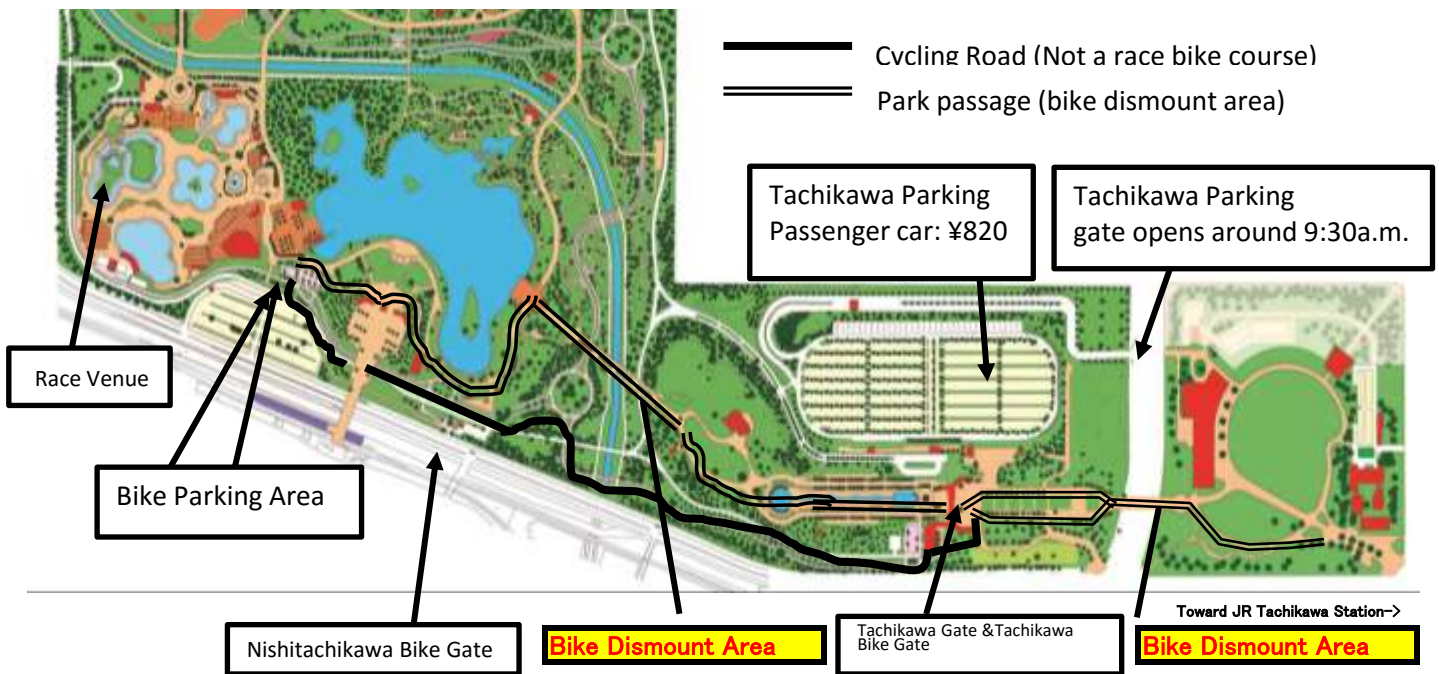 Cycling Road (Not a race bike course)
Park passage (bike dismount area)
Tachikawa Parking
Passenger car: ¥820
Tachikawa Parking
gate opens around 9:30a.m.
Race Venue
Bike Parking Area
Toward JR Tachikawa Station->
Nishitachikawa Bike Gate
Bike Dismount Area
Tachikawa Gate &Tachikawa
Bike Gate
Bike Dismount Area